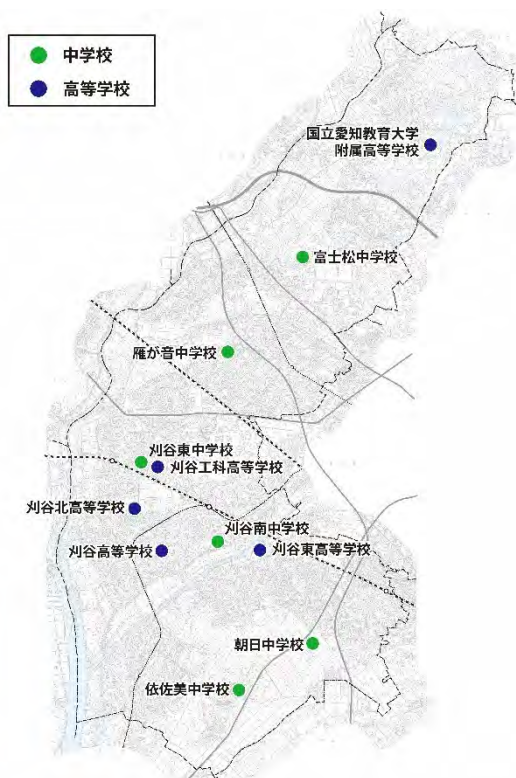 中学校
高等学校
国立愛知教育大学
附属高等学校
富士松中学校
雁が音中学校
刈谷東中学校
刈谷工科高等学校
刈谷北高等学校
刈谷南中学校
刈谷高等学校
刈谷東高等学校
朝日中学校
依佐美中学校